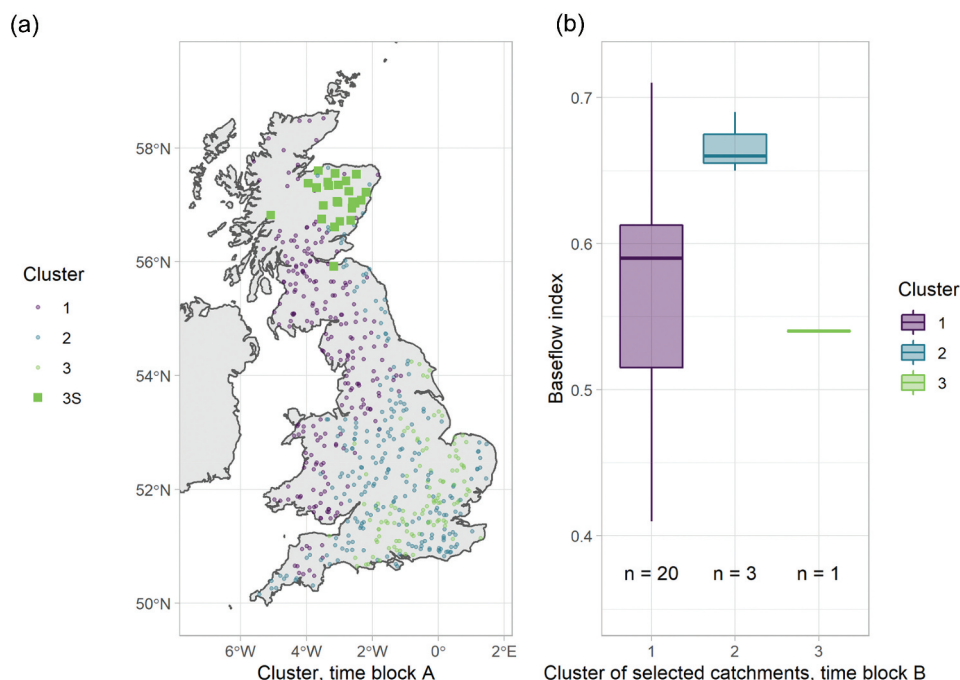 (a)
(b)
58°N
56°N
54°N
52°N
50°N
6°W 4°W 2°W 0° 2°E
Cluster, time block A
Cluster
1
2
3
3S
Baseflow index
0.7
0.6
0.5
0.4
n = 20 n = 3 n = 1
1 2 3
Cluster of selected catchments, time block B
Cluster
1
2
3